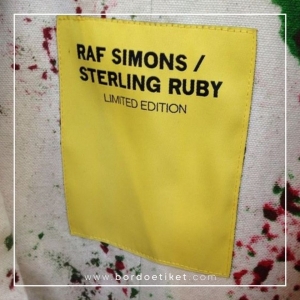 RAF SIMONS /
STERLING RUBY
LIMITED EDITION
www.bordoetiket.com